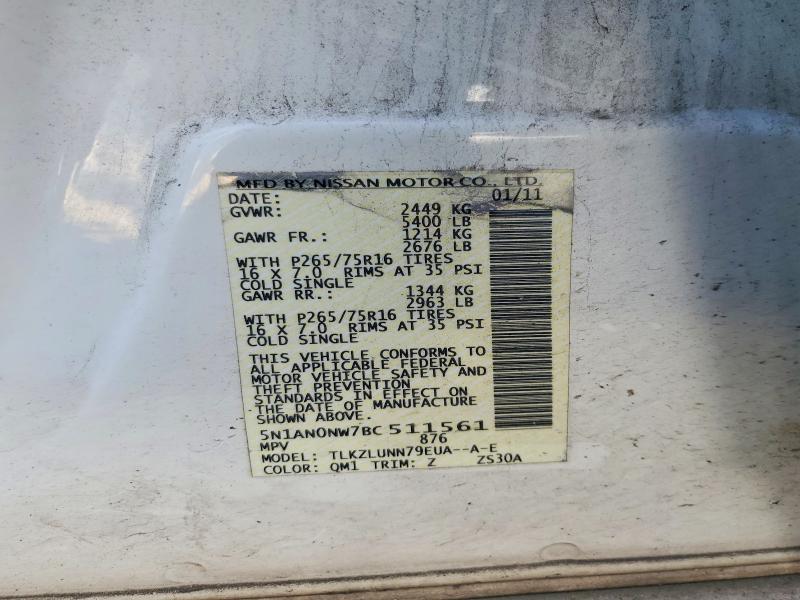 MFD BY NISSAN MOTOR CO., LTD.
DATE: 01/11
GVWR: 2449 KG
5400 LB
GAWR FR.: 1214 KG
2676 LB
WITH P265/75R16 TIRES
16 X 7.0 RIMS AT 35 PSI
COLD SINGLE
GAWR RR.: 1344 KG
2963 LB
WITH P265/75R16 TIRES
16 X 7.0 RIMS AT 35 PSI
COLD SINGLE
THIS VEHICLE CONFORMS TO
ALL APPLICABLE FEDERAL
MOTOR VEHICLE SAFETY AND
THEFT PREVENTION
STANDARDS IN EFFECT ON
THE DATE OF MANUFACTURE
SHOWN ABOVE.
5N1AN0NW7BC 511561
MPV 876
MODEL: TLKZLUNN79EUA--A-E
COLOR: QM1 TRIM: Z ZS30A